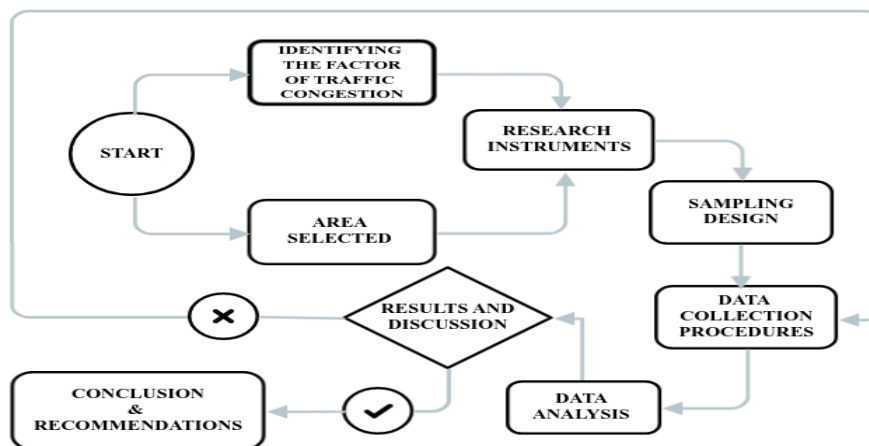 IDENTIFYING
THE FACTOR
OF TRAFFIC
CONGESTION
START
RESEARCH
INSTRUMENTS
AREA
SELECTED
SAMPLING
DESIGN
RESULTS AND
DISCUSSION
DATA
COLLECTION
PROCEDURES
DATA
ANALYSIS
CONCLUSION
&
RECOMMENDATIONS